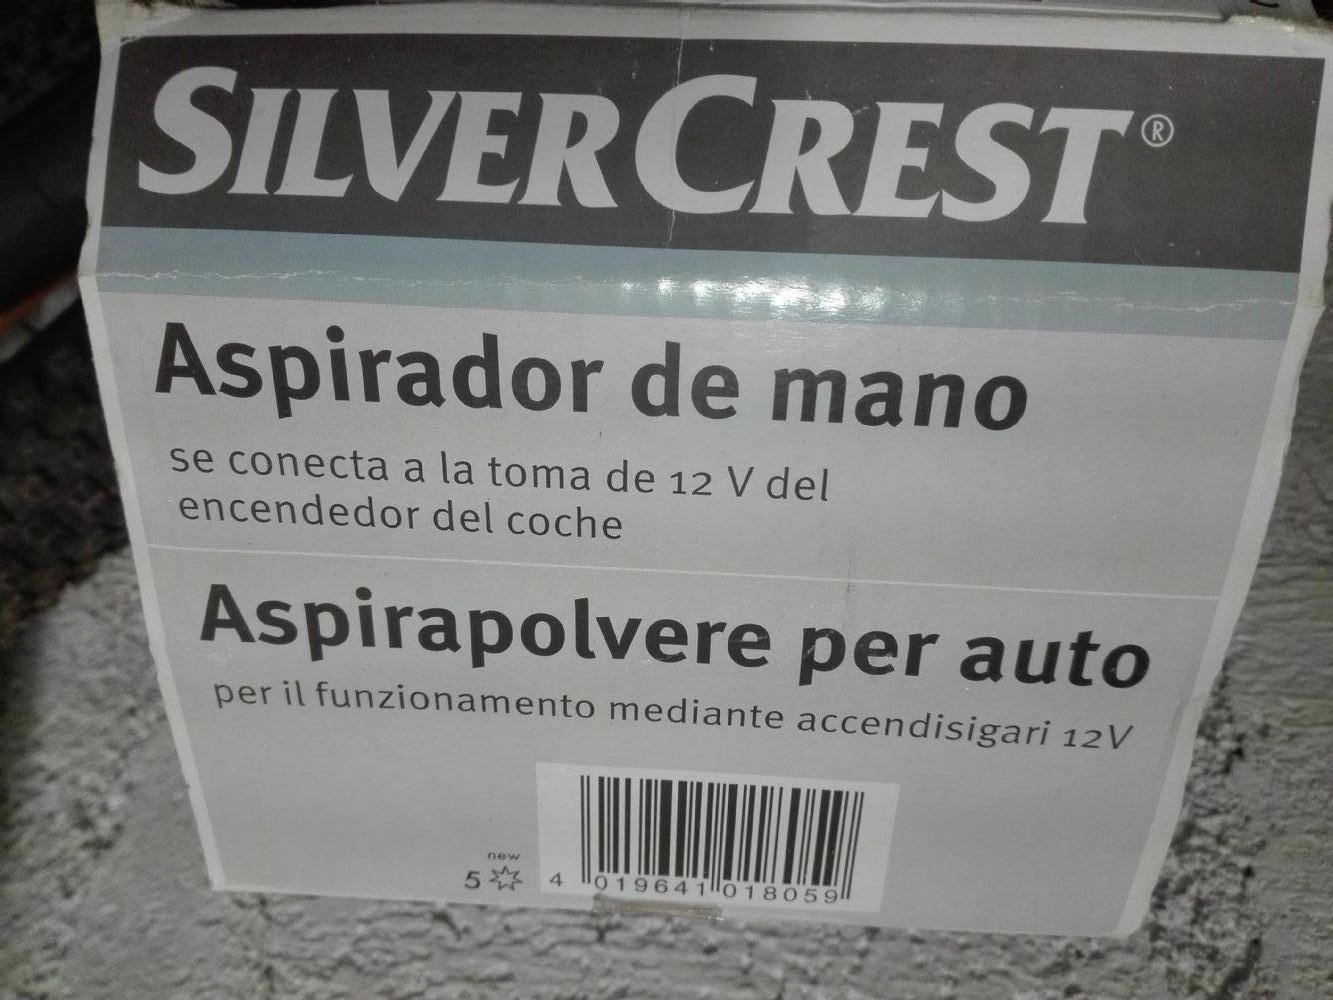 SILVERCREST®
Aspirador de mano
se conecta a la toma de 12 V del
encendedor del coche
Aspirapolvere per auto
per il funzionamento mediante accendisigari 12V
new
5
4 019641 018059